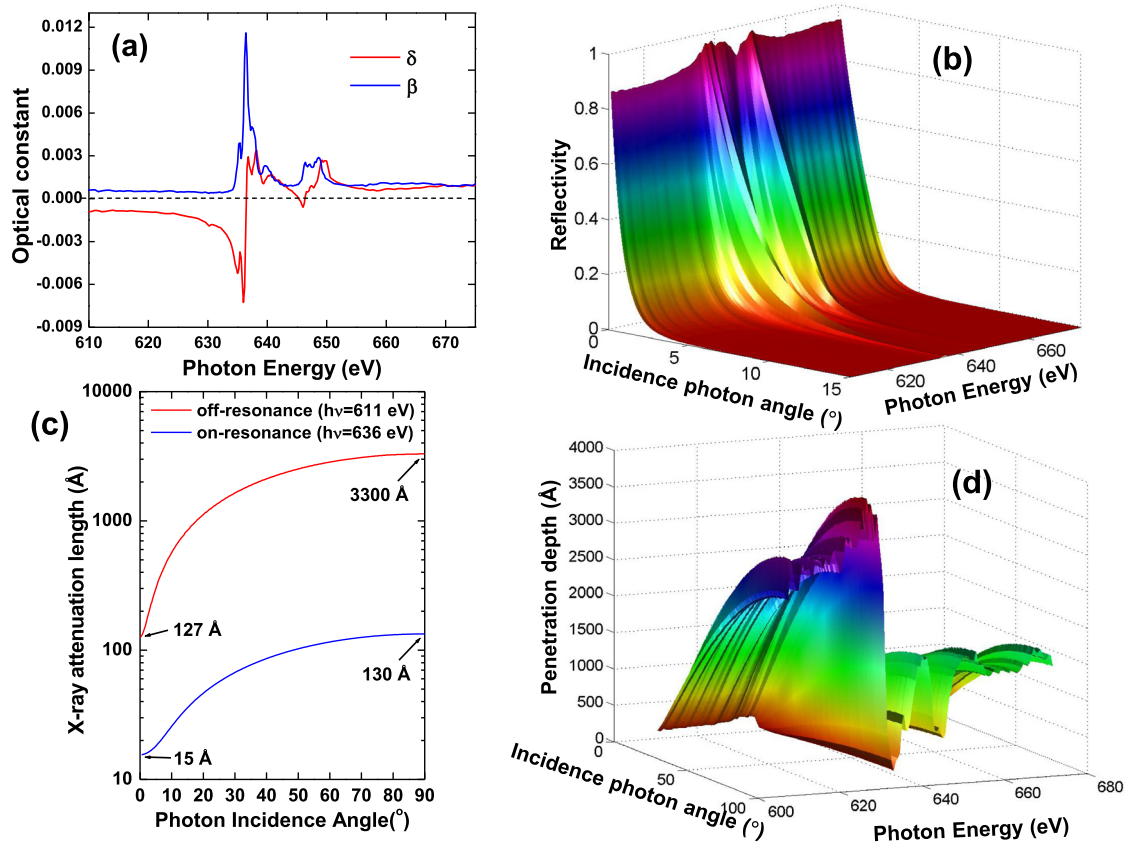 (a)
δ
β
0.012
0.009
0.006
0.003
0.000
-0.003
-0.006
-0.009
Optical constant
610 620 630 640 650 660 670
Photon Energy (eV)
(b)
1
0.8
0.6
0.4
0.2
0
Reflectivity
0 5 10 15
Incidence photon angle (°)
620 640 660
Photon Energy (eV)
(c)
off-resonance (hν=611 eV)
on-resonance (hν=636 eV)
10000
1000
100
10
X-ray attenuation length (Å)
3300 Å
127 Å
130 Å
15 Å
0 10 20 30 40 50 60 70 80 90
Photon Incidence Angle(°)
(d)
4000
3500
3000
2500
2000
1500
1000
500
0
Penetration depth (Å)
0 50 100
Incidence photon angle (°)
600 620 640 660 680
Photon Energy (eV)